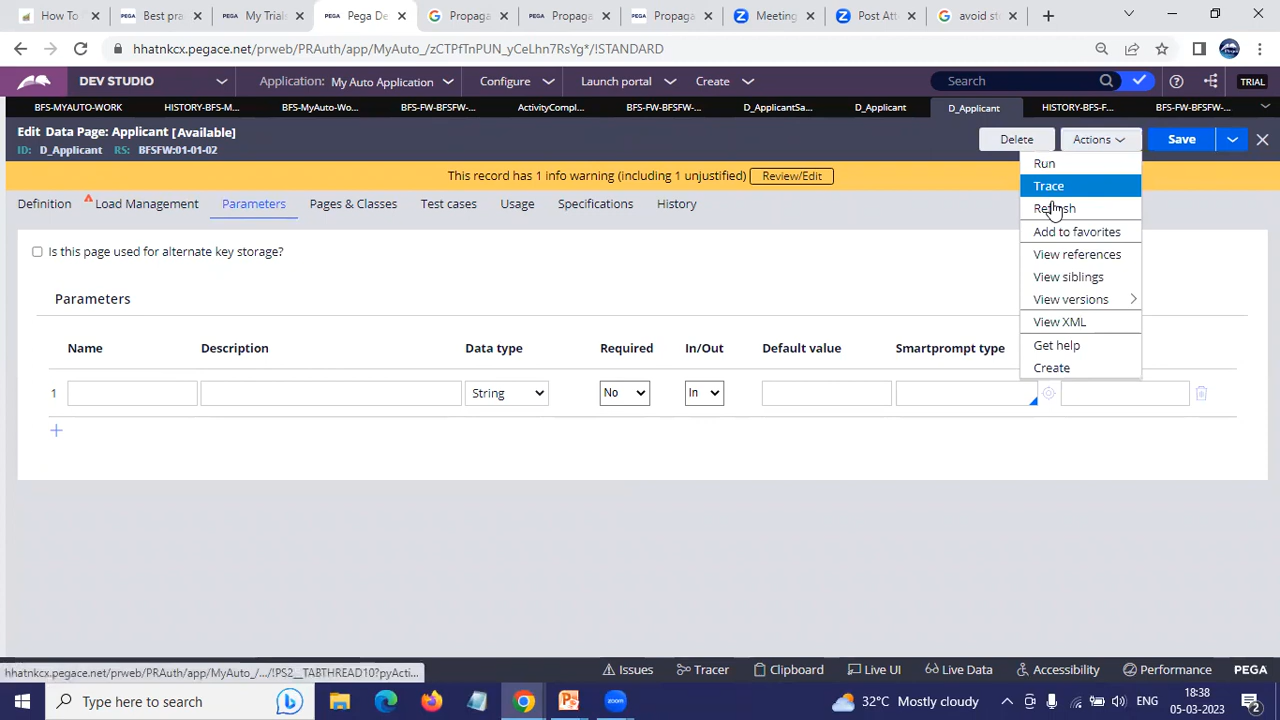 How To
Best pra
My Trials
Pega De
Propaga
Propaga
Propaga
Meeting
Post Att
avoid st
hhatnkcx.pegace.net/prweb/PRAuth/app/MyAuto_/zCTPfTnPUN_yCeLhn7RsYg*/!STANDARD
DEV STUDIO
Application: My Auto Application
Configure
Launch portal
Create
Search
TRIAL
BFS-MYAUTO-WORK
HISTORY-BFS-M...
BFS-MyAuto-Wo...
BFS-FW-BFSFW-...
ActivityCompl...
BFS-FW-BFSFW-...
D_ApplicantSa...
D_Applicant
D_Applicant
HISTORY-BFS-F...
BFS-FW-BFSFW-...
Edit Data Page: Applicant [Available]
ID: D_Applicant RS: BFSFW:01-01-02
Delete
Actions
Save
This record has 1 info warning (including 1 unjustified) Review/Edit
Definition
Load Management
Parameters
Pages & Classes
Test cases
Usage
Specifications
History
Run
Trace
Refresh
Add to favorites
View references
View siblings
View versions
View XML
Get help
Create
Is this page used for alternate key storage?
Parameters
Name
Description
Data type
Required
In/Out
Default value
Smartprompt type
1
String
No
In
hhatnkcx.pegace.net/prweb/PRAuth/app/MyAuto_/.../!PS2__TABTHREAD10?pyActi...
Issues
Tracer
Clipboard
Live UI
Live Data
Accessibility
Performance
PEGA
Type here to search
32°C Mostly cloudy
ENG
18:38
05-03-2023
2